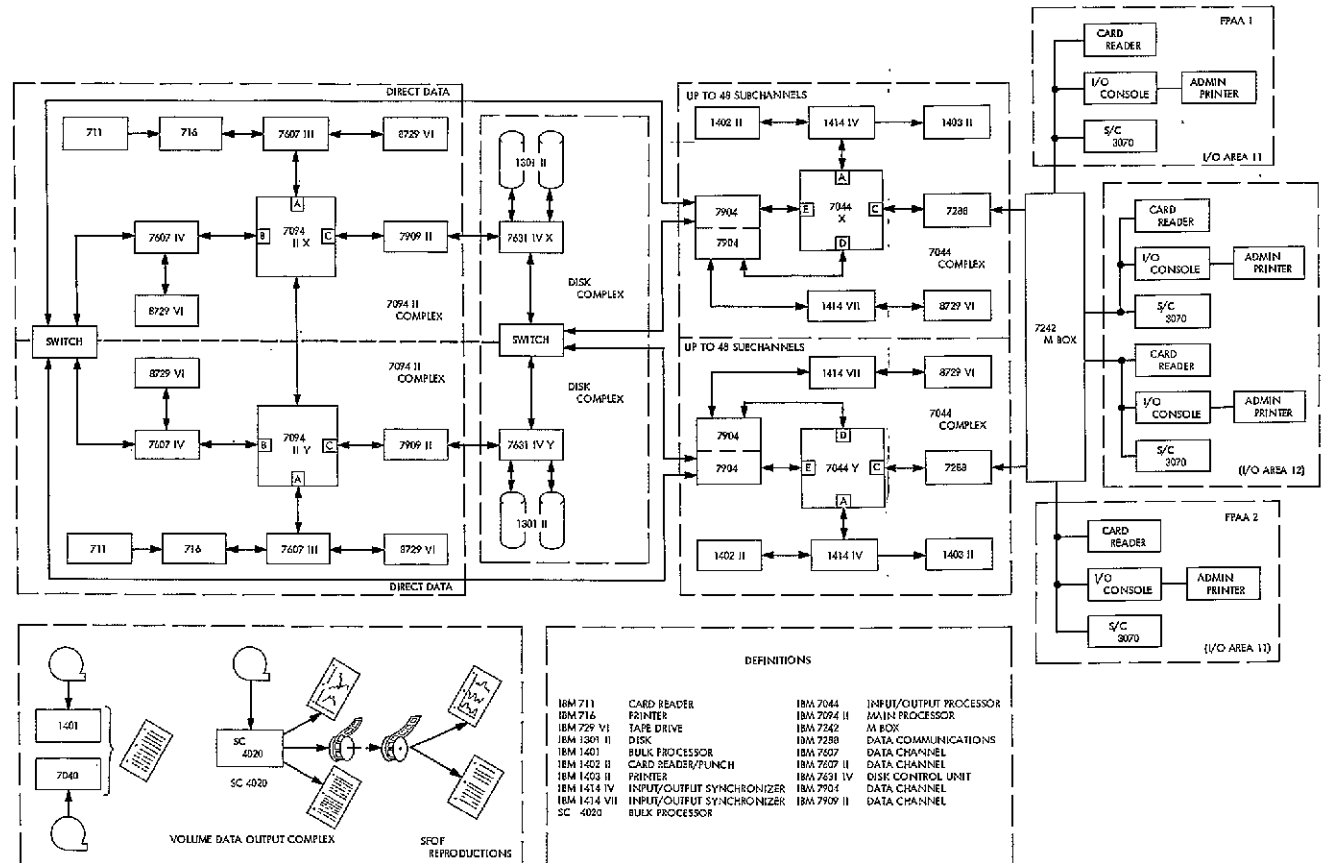 DIRECT DATA
711
716
7607 III
8729 VI
A
7094
II X
B
C
7607 IV
7909 II
8729 VI
7094 II
COMPLEX
SWITCH
7094 II
COMPLEX
8729 VI
7607 IV
B
7094
II Y
C
A
7909 II
711
716
7607 III
8729 VI
DIRECT DATA
1301 II
7631 IV X
DISK
COMPLEX
SWITCH
DISK
COMPLEX
7631 IV Y
1301 II
UP TO 48 SUBCHANNELS
1402 II
1414 IV
1403 II
A
7904
7904
E
7044
X
C
D
7288
7044
COMPLEX
1414 VII
8729 VI
UP TO 48 SUBCHANNELS
1414 VII
8729 VI
7904
7904
D
E
7044 Y
C
A
7044
COMPLEX
7288
1402 II
1414 IV
1403 II
7242
M BOX
FPAA 1
CARD
READER
I/O
CONSOLE
ADMIN
PRINTER
S/C
3070
I/O AREA 11
CARD
READER
I/O
CONSOLE
ADMIN
PRINTER
S/C
3070
CARD
READER
I/O
CONSOLE
ADMIN
PRINTER
S/C
3070
(I/O AREA 12)
FPAA 2
CARD
READER
I/O
CONSOLE
ADMIN
PRINTER
S/C
3070
(I/O AREA 11)
1401
7040
SC
4020
SC 4020
VOLUME DATA OUTPUT COMPLEX
SFOF
REPRODUCTIONS
DEFINITIONS
IBM 711 CARD READER
IBM 716 PRINTER
IBM 729 VI TAPE DRIVE
IBM 1301 II DISK
IBM 1401 BULK PROCESSOR
IBM 1402 II CARD READER/PUNCH
IBM 1403 II PRINTER
IBM 1414 IV INPUT/OUTPUT SYNCHRONIZER
IBM 1414 VII INPUT/OUTPUT SYNCHRONIZER
SC 4020 BULK PROCESSOR
IBM 7044 INPUT/OUTPUT PROCESSOR
IBM 7094 II MAIN PROCESSOR
IBM 7242 M BOX
IBM 7288 DATA COMMUNICATIONS
IBM 7607 DATA CHANNEL
IBM 7607 II DATA CHANNEL
IBM 7631 IV DISK CONTROL UNIT
IBM 7904 DATA CHANNEL
IBM 7909 II DATA CHANNEL